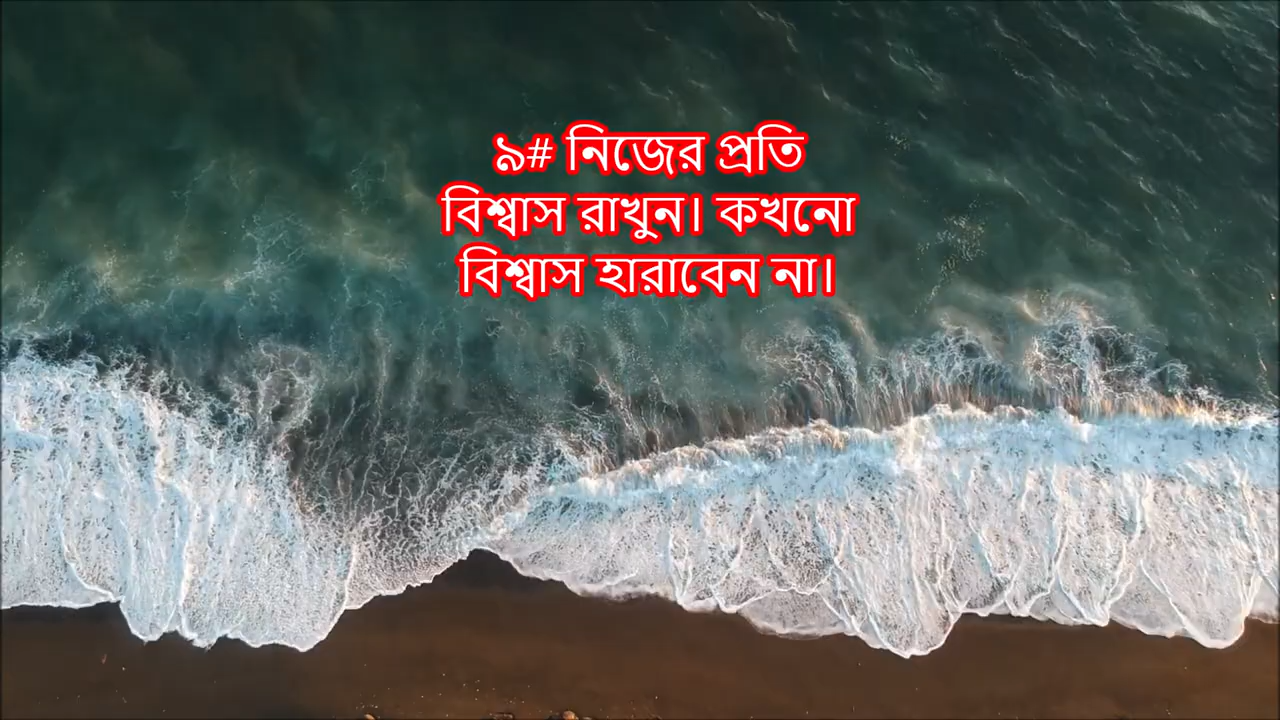 ৯# নিজের প্রতি
বিশ্বাস রাখুন। কখনো
বিশ্বাস হারাবেন না।